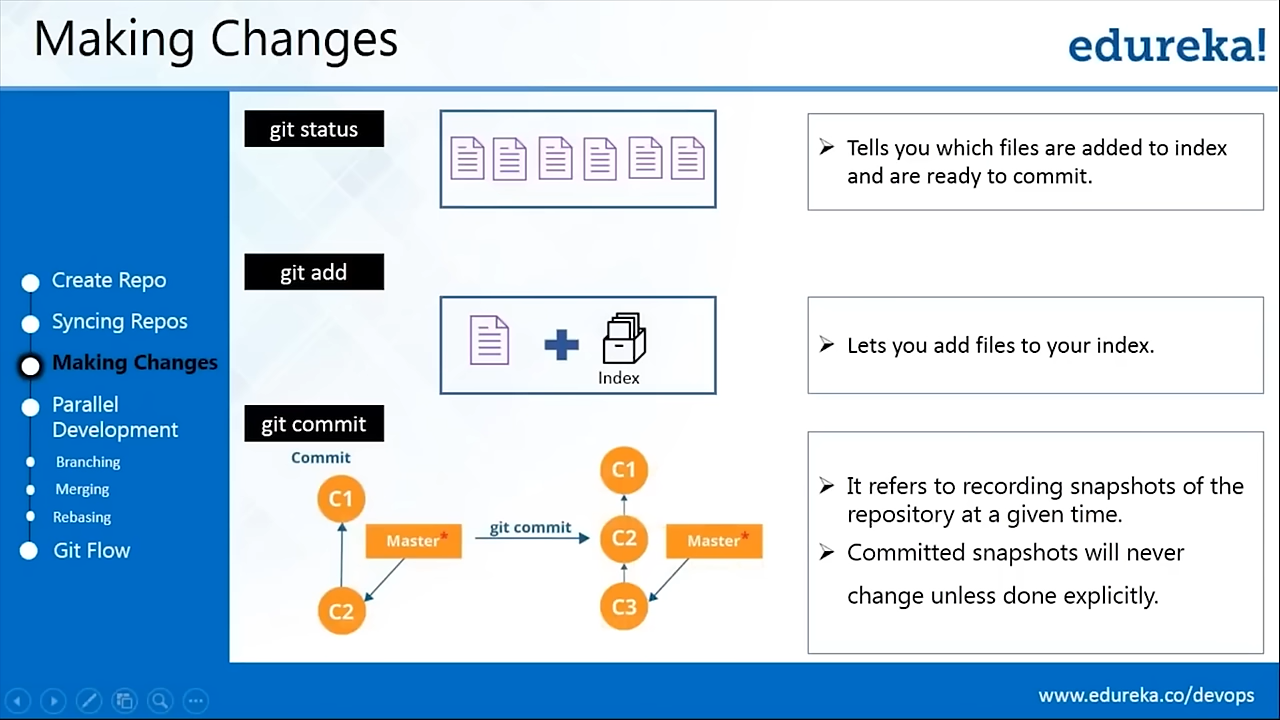 Making Changes
edureka!
Create Repo
Syncing Repos
Making Changes
Parallel
Development
Branching
Merging
Rebasing
Git Flow
git status
Tells you which files are added to index
and are ready to commit.
git add
Index
Lets you add files to your index.
git commit
Commit
C1
Master*
C2
git commit
C1
C2
Master*
C3
It refers to recording snapshots of the
repository at a given time.
Committed snapshots will never
change unless done explicitly.
www.edureka.co/devops